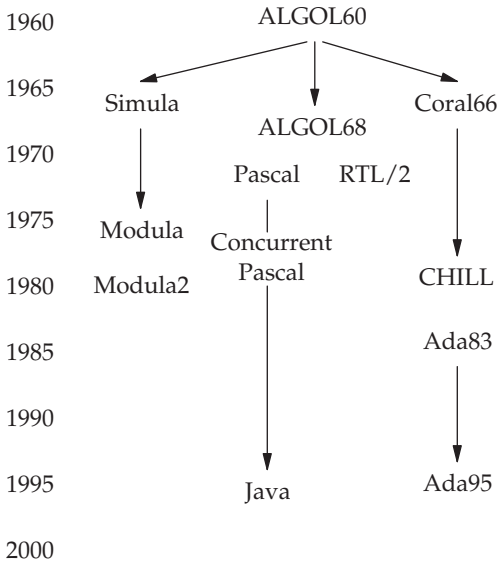 1960
ALGOL60
1965
Simula
Coral66
ALGOL68
1970
Pascal
RTL/2
1975
Modula
Concurrent
Pascal
1980
Modula2
CHILL
Ada83
1985
1990
1995
Java
Ada95
2000